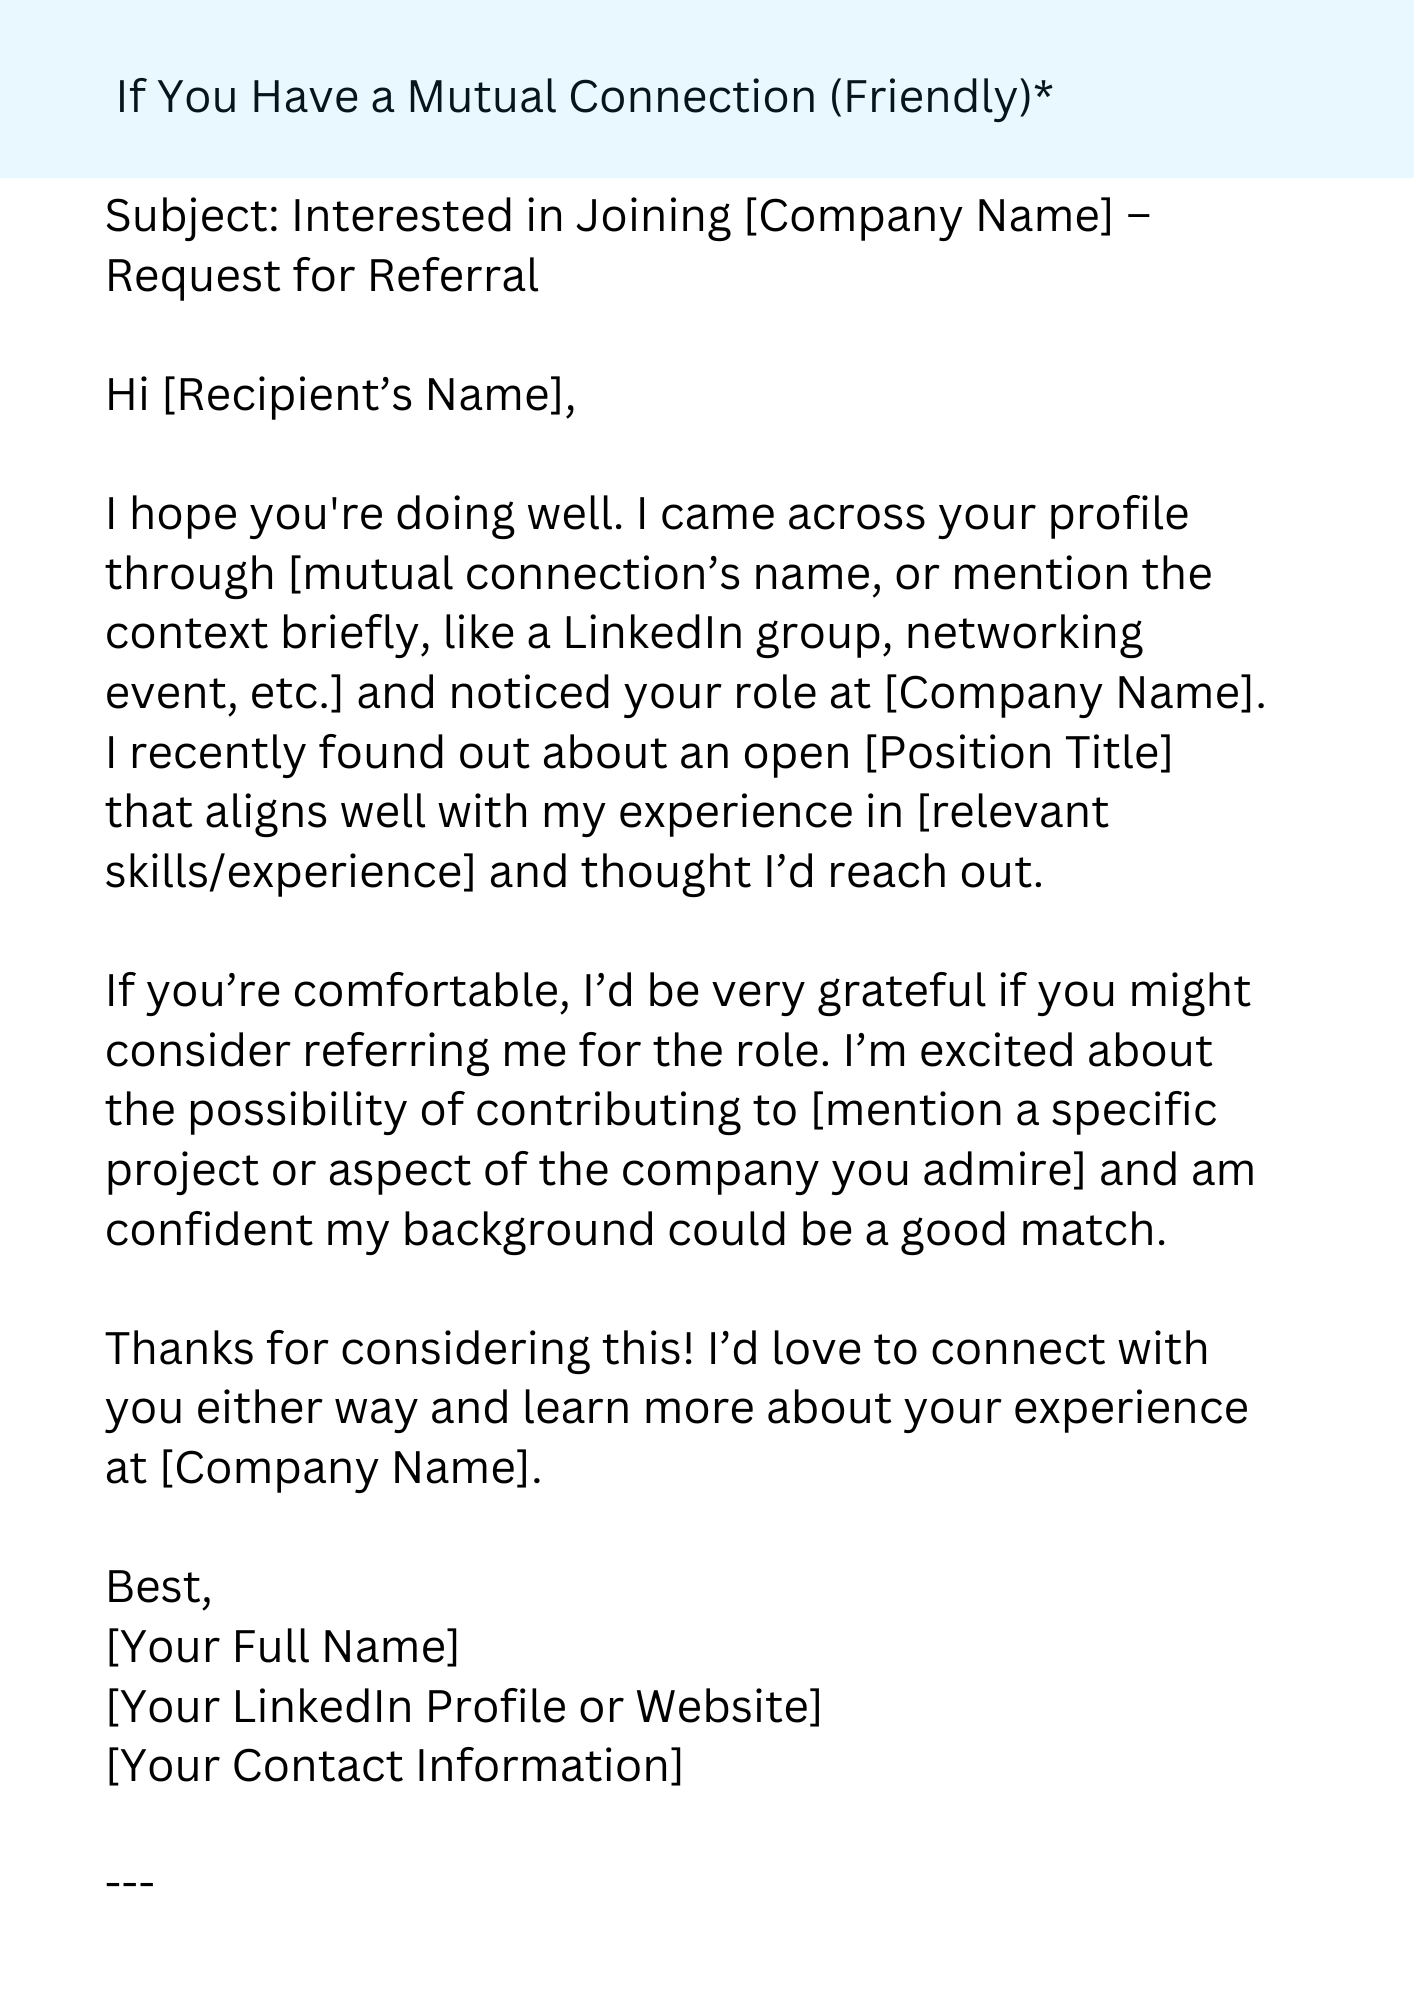 If You Have a Mutual Connection (Friendly)*
Subject: Interested in Joining [Company Name] –
Request for Referral
Hi [Recipient’s Name],
I hope you're doing well. I came across your profile
through [mutual connection’s name, or mention the
context briefly, like a LinkedIn group, networking
event, etc.] and noticed your role at [Company Name].
I recently found out about an open [Position Title]
that aligns well with my experience in [relevant
skills/experience] and thought I’d reach out.
If you’re comfortable, I’d be very grateful if you might
consider referring me for the role. I’m excited about
the possibility of contributing to [mention a specific
project or aspect of the company you admire] and am
confident my background could be a good match.
Thanks for considering this! I’d love to connect with
you either way and learn more about your experience
at [Company Name].
Best,
[Your Full Name]
[Your LinkedIn Profile or Website]
[Your Contact Information]
---